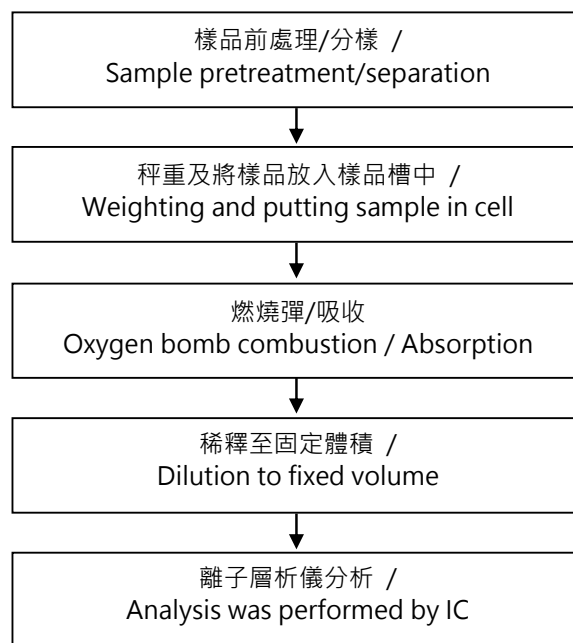 樣品前處理/分樣 /
Sample pretreatment/separation
秤重及將樣品放入樣品槽中 /
Weighting and putting sample in cell
燃燒彈/吸收
Oxygen bomb combustion / Absorption
稀釋至固定體積 /
Dilution to fixed volume
離子層析儀分析 /
Analysis was performed by IC